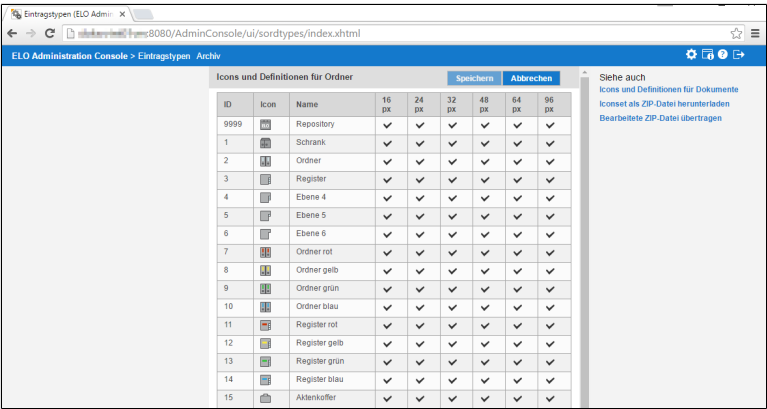 Eintragstypen (ELO Admin
:8080/AdminConsole/ui/sordtypes/index.xhtml
ELO Administration Console > Eintragstypen Archiv
Icons und Definitionen für Ordner Speichern Abbrechen
ID Icon Name 16 px 24 px 32 px 48 px 64 px 96 px
9999 Repository
1 Schrank
2 Ordner
3 Register
4 Ebene 4
5 Ebene 5
6 Ebene 6
7 Ordner rot
8 Ordner gelb
9 Ordner grün
10 Ordner blau
11 Register rot
12 Register gelb
13 Register grün
14 Register blau
15 Aktenkoffer
Siehe auch
Icons und Definitionen für Dokumente
Iconset als ZIP-Datei herunterladen
Bearbeitete ZIP-Datei übertragen